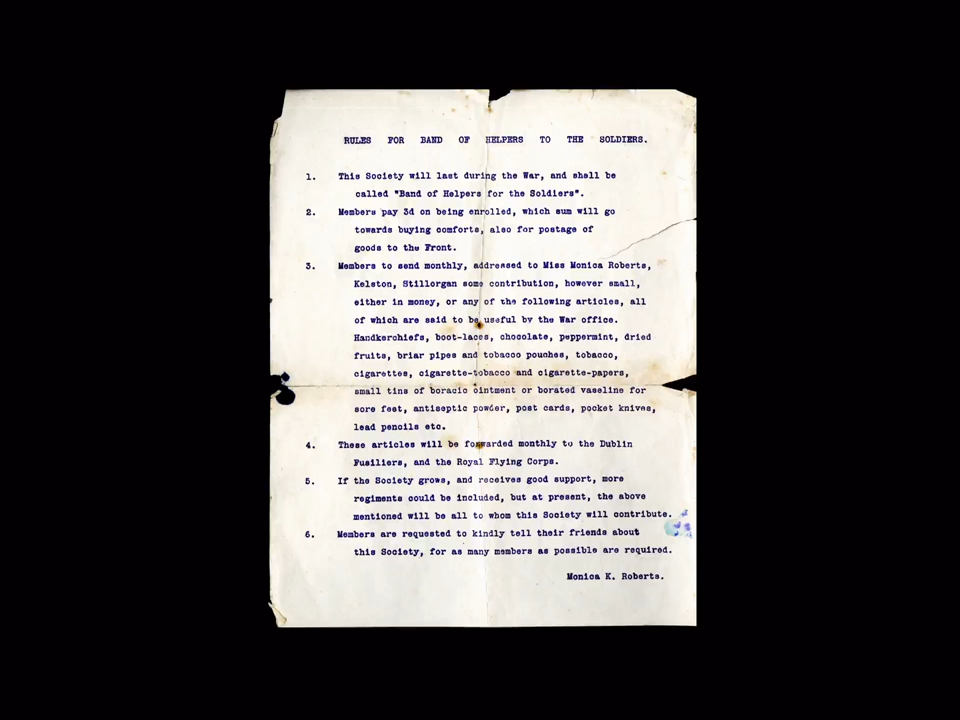 RULES FOR BAND OF HELPERS TO THE SOLDIERS.
1. This Society will last during the War, and shall be
called "Band of Helpers for the Soldiers".
2. Members pay 3d on being enrolled, which sum will go
towards buying comforts, also for postage of
goods to the Front.
3. Members to send monthly, addressed to Miss Monica Roberts,
Kelston, Stillorgan some contribution, however small,
either in money, or any of the following articles, all
of which are said to be useful by the War office.
Handkerchiefs, boot-laces, chocolate, peppermint, dried
fruits, briar pipes and tobacco pouches, tobacco,
cigarettes, cigarette-tobacco and cigarette-papers,
small tins of boracic ointment or borated vaseline for
sore feet, antiseptic powder, post cards, pocket knives,
lead pencils etc.
4. These articles will be forwarded monthly to the Dublin
Fusiliers, and the Royal Flying Corps.
5. If the Society grows, and receives good support, more
regiments could be included, but at present, the above
mentioned will be all to whom this Society will contribute.
6. Members are requested to kindly tell their friends about
this Society, for as many members as possible are required.
Monica K. Roberts.